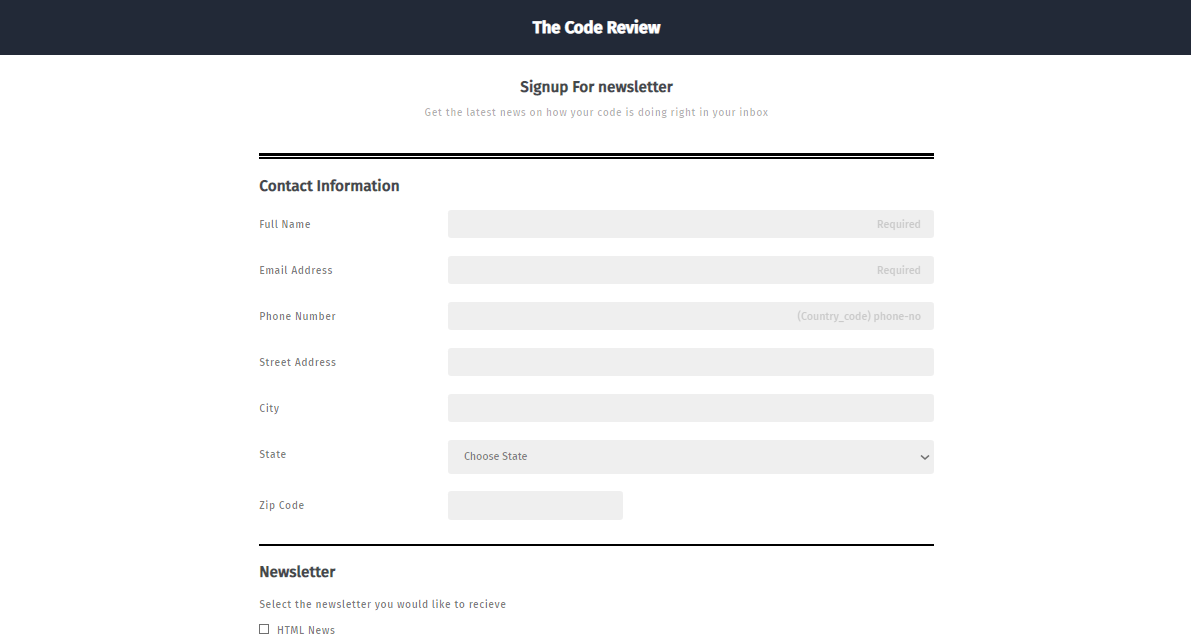 The Code Review
Signup For newsletter
Get the latest news on how your code is doing right in your inbox
Contact Information
Full Name Required
Email Address Required
Phone Number (Country_code) phone-no
Street Address
City
State Choose State
Zip Code
Newsletter
Select the newsletter you would like to recieve
HTML News